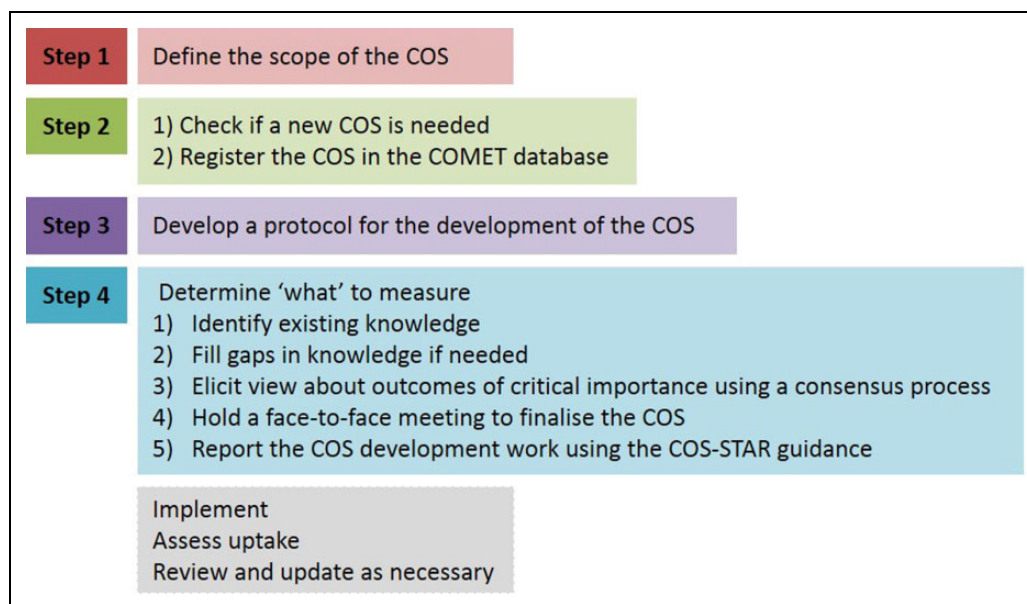 Step 1
Define the scope of the COS
Step 2
1) Check if a new COS is needed
2) Register the COS in the COMET database
Step 3
Develop a protocol for the development of the COS
Step 4
Determine ‘what’ to measure
1) Identify existing knowledge
2) Fill gaps in knowledge if needed
3) Elicit view about outcomes of critical importance using a consensus process
4) Hold a face-to-face meeting to finalise the COS
5) Report the COS development work using the COS-STAR guidance
Implement
Assess uptake
Review and update as necessary